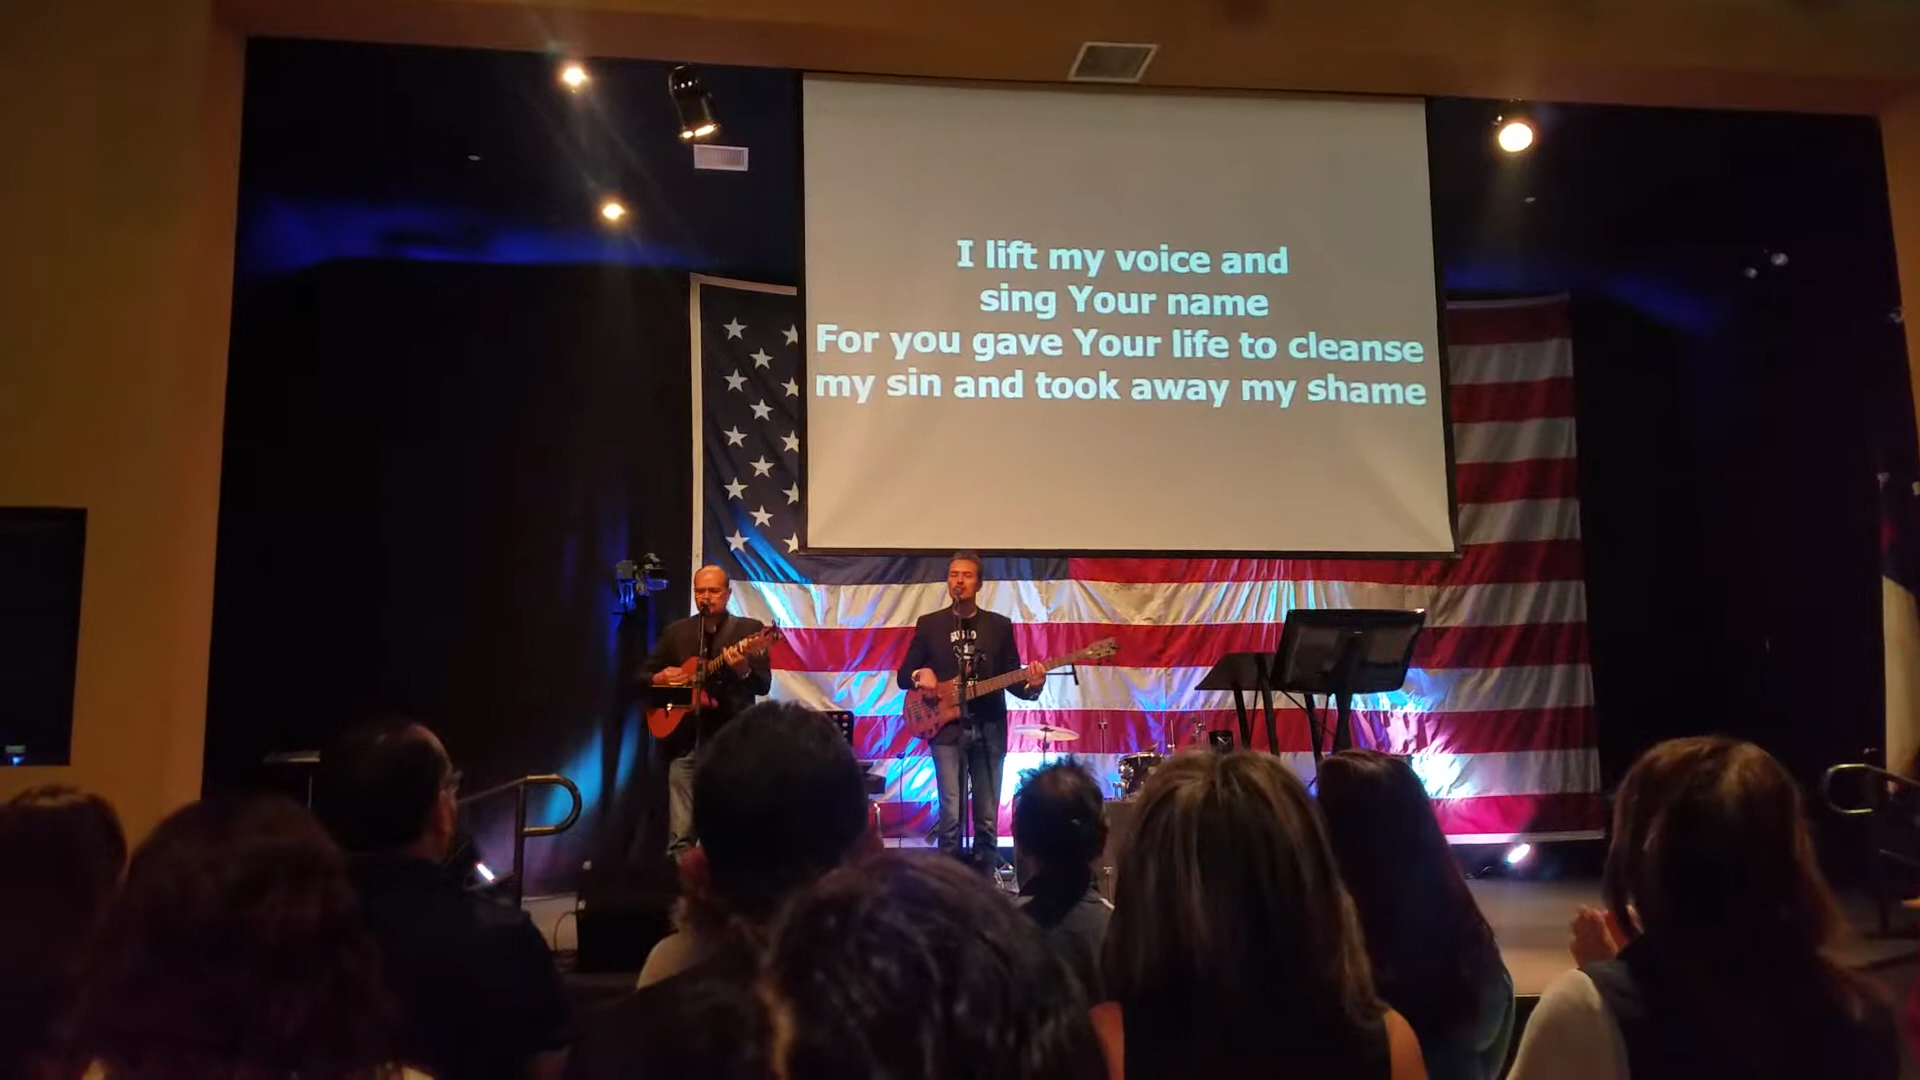 I lift my voice and
sing Your name
For you gave Your life to cleanse
my sin and took away my shame